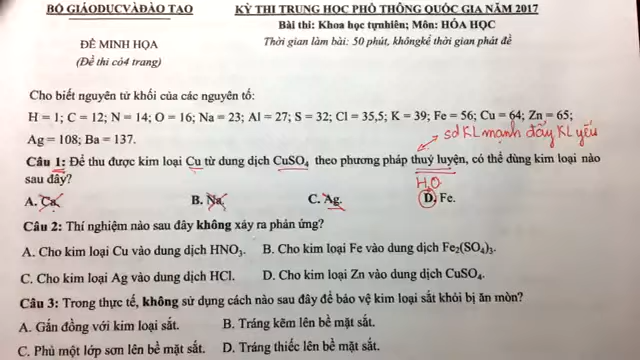 BỘ GIÁODỤCVÀĐÀO TẠO
KỲ THI TRUNG HỌC PHỔ THÔNG QUỐC GIA NĂM 2017
Bài thi: Khoa học tựnhiên; Môn: HÓA HỌC
ĐỀ MINH HỌA
Thời gian làm bài: 50 phút, khôngkể thời gian phát đề
(Đề thi có4 trang)
Cho biết nguyên tử khối của các nguyên tố:
H = 1; C = 12; N = 14; O = 16; Na = 23; Al = 27; S = 32; Cl = 35,5; K = 39; Fe = 56; Cu = 64; Zn = 65;
Ag = 108; Ba = 137.
sd KL mạnh đẩy KL yếu
Câu 1: Để thu được kim loại Cu từ dung dịch CuSO₄ theo phương pháp thuỷ luyện, có thể dùng kim loại nào
sau đây?
H₂O
A. Ca. B. Na. C. Ag. D. Fe.
Câu 2: Thí nghiệm nào sau đây không xảy ra phản ứng?
A. Cho kim loại Cu vào dung dịch HNO₃. B. Cho kim loại Fe vào dung dịch Fe₂(SO₄)₃.
C. Cho kim loại Ag vào dung dịch HCl. D. Cho kim loại Zn vào dung dịch CuSO₄.
Câu 3: Trong thực tế, không sử dụng cách nào sau đây để bảo vệ kim loại sắt khỏi bị ăn mòn?
A. Gắn đồng với kim loại sắt. B. Tráng kẽm lên bề mặt sắt.
C. Phủ một lớp sơn lên bề mặt sắt. D. Tráng thiếc lên bề mặt sắt.